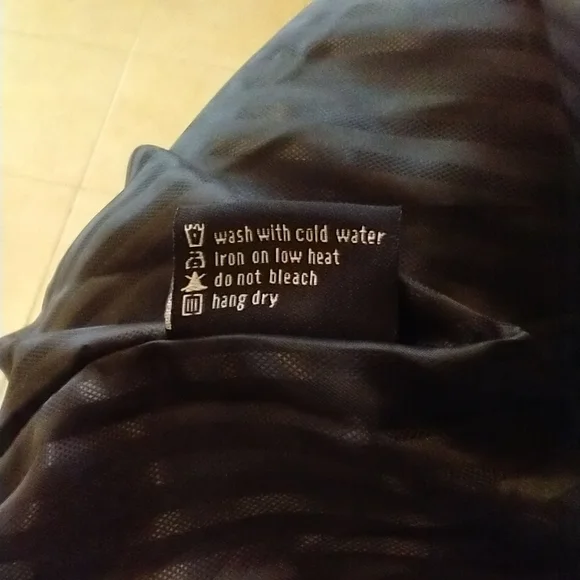 wash with cold water
Iron on low heat
do not bleach
hang dry